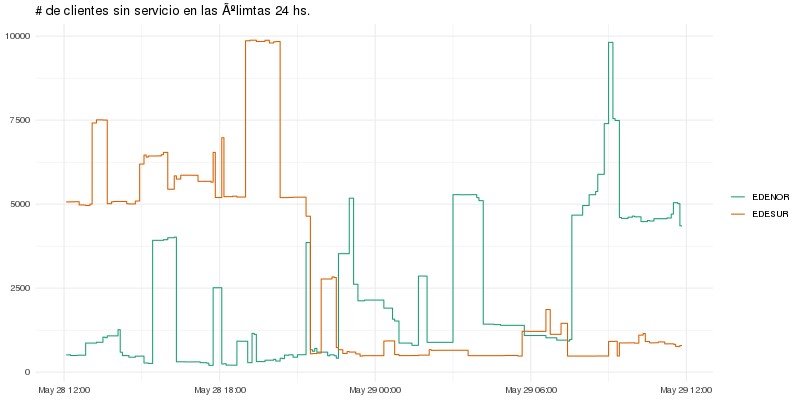 # de clientes sin servicio en las Ãºlimtas 24 hs.
10000
7500
5000
2500
0
May 28 12:00
May 28 18:00
May 29 00:00
May 29 06:00
May 29 12:00
EDENOR
EDESUR